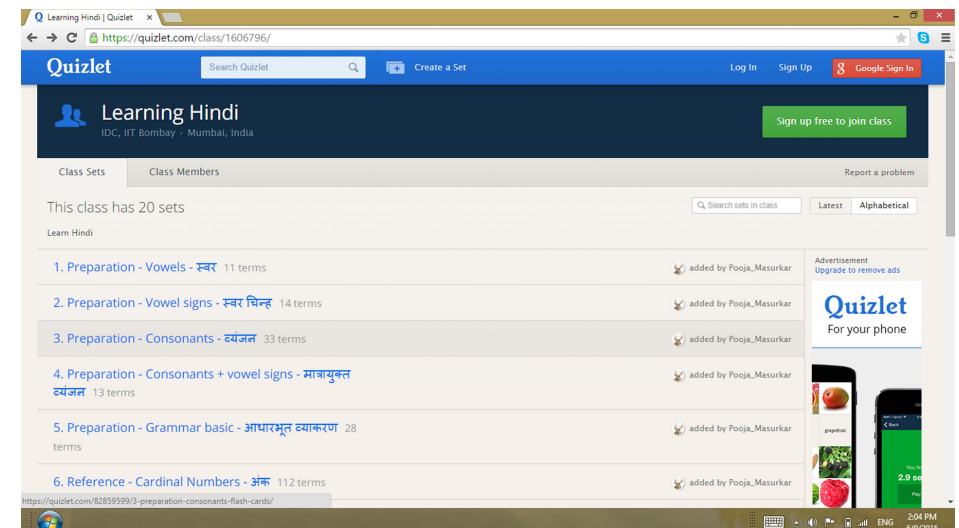 Learning Hindi | Quizlet
https://quizlet.com/class/1606796/
Quizlet Search Quizlet Create a Set Log In Sign Up Google Sign In
Learning Hindi
IDC, IIT Bombay - Mumbai, India
Sign up free to join class
Class Sets Class Members Report a problem
This class has 20 sets Search sets in class Latest Alphabetical
Learn Hindi
1. Preparation - Vowels - स्वर 11 terms added by Pooja_Masurkar
2. Preparation - Vowel signs - स्वर चिन्ह 14 terms added by Pooja_Masurkar
3. Preparation - Consonants - व्यंजन 33 terms added by Pooja_Masurkar
4. Preparation - Consonants + vowel signs - मात्रायुक्त
व्यंजन 13 terms added by Pooja_Masurkar
5. Preparation - Grammar basic - आधारभूत व्याकरण 28
terms added by Pooja_Masurkar
6. Reference - Cardinal Numbers - अंक 112 terms added by Pooja_Masurkar
Advertisement
Upgrade to remove ads
Quizlet
For your phone
grapefruit
Back
2.9
Play
https://quizlet.com/82859599/3-preparation-consonants-flash-cards/
ENG 2:04 PM